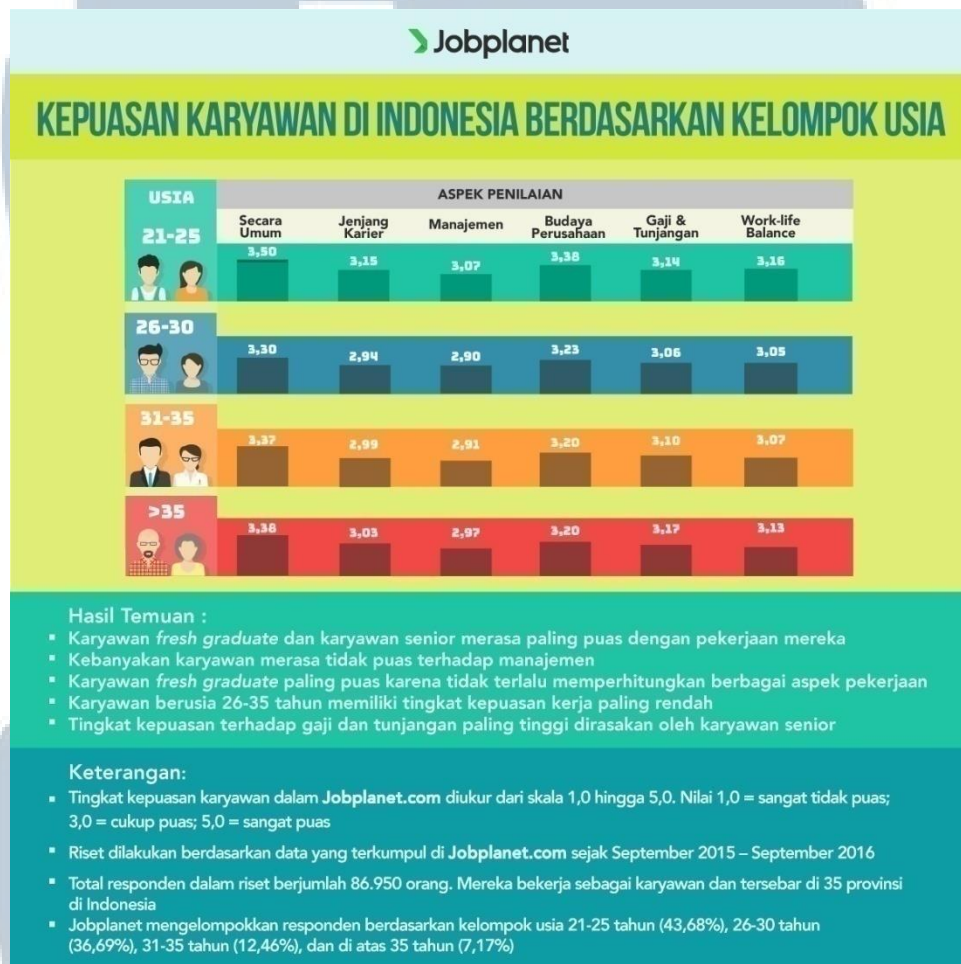 Jobplanet
KEPUASAN KARYAWAN DI INDONESIA BERDASARKAN KELOMPOK USIA
USIA
ASPEK PENILAIAN
Secara Umum
Jenjang Karier
Manajemen
Budaya Perusahaan
Gaji & Tunjangan
Work-life Balance
21-25
3,50 3,15 3,07 3,38 3,14 3,16
26-30
3,30 2,94 2,90 3,23 3,06 3,05
31-35
3,37 2,99 2,91 3,20 3,10 3,07
>35
3,38 3,03 2,97 3,20 3,17 3,13
Hasil Temuan :
▪ Karyawan fresh graduate dan karyawan senior merasa paling puas dengan pekerjaan mereka
▪ Kebanyakan karyawan merasa tidak puas terhadap manajemen
▪ Karyawan fresh graduate paling puas karena tidak terlalu memperhitungkan berbagai aspek pekerjaan
▪ Karyawan berusia 26-35 tahun memiliki tingkat kepuasan kerja paling rendah
▪ Tingkat kepuasan terhadap gaji dan tunjangan paling tinggi dirasakan oleh karyawan senior
Keterangan:
▪ Tingkat kepuasan karyawan dalam Jobplanet.com diukur dari skala 1,0 hingga 5,0. Nilai 1,0 = sangat tidak puas;
3,0 = cukup puas; 5,0 = sangat puas
▪ Riset dilakukan berdasarkan data yang terkumpul di Jobplanet.com sejak September 2015 – September 2016
▪ Total responden dalam riset berjumlah 86.950 orang. Mereka bekerja sebagai karyawan dan tersebar di 35 provinsi
di Indonesia
▪ Jobplanet mengelompokkan responden berdasarkan kelompok usia 21-25 tahun (43,68%), 26-30 tahun
(36,69%), 31-35 tahun (12,46%), dan di atas 35 tahun (7,17%)